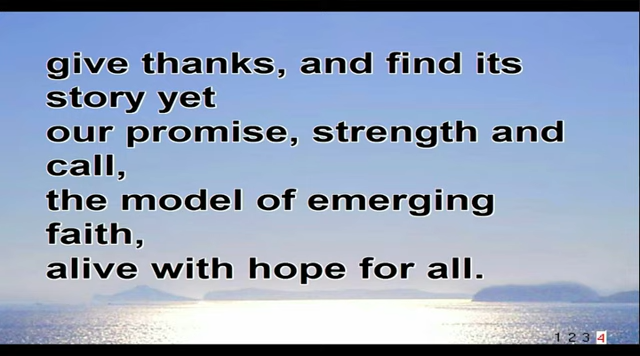 give thanks, and find its
story yet
our promise, strength and
call,
the model of emerging
faith,
alive with hope for all.
1 2 3 4